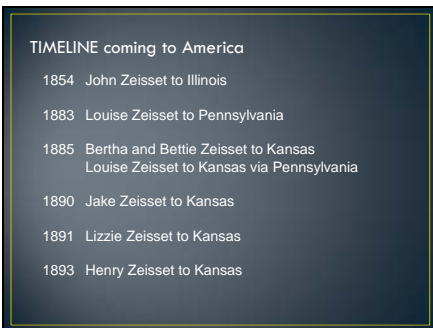 TIMELINE coming to America
1854 John Zeisset to Illinois
1883 Louise Zeisset to Pennsylvania
1885 Bertha and Bettie Zeisset to Kansas
Louise Zeisset to Kansas via Pennsylvania
1890 Jake Zeisset to Kansas
1891 Lizzie Zeisset to Kansas
1893 Henry Zeisset to Kansas